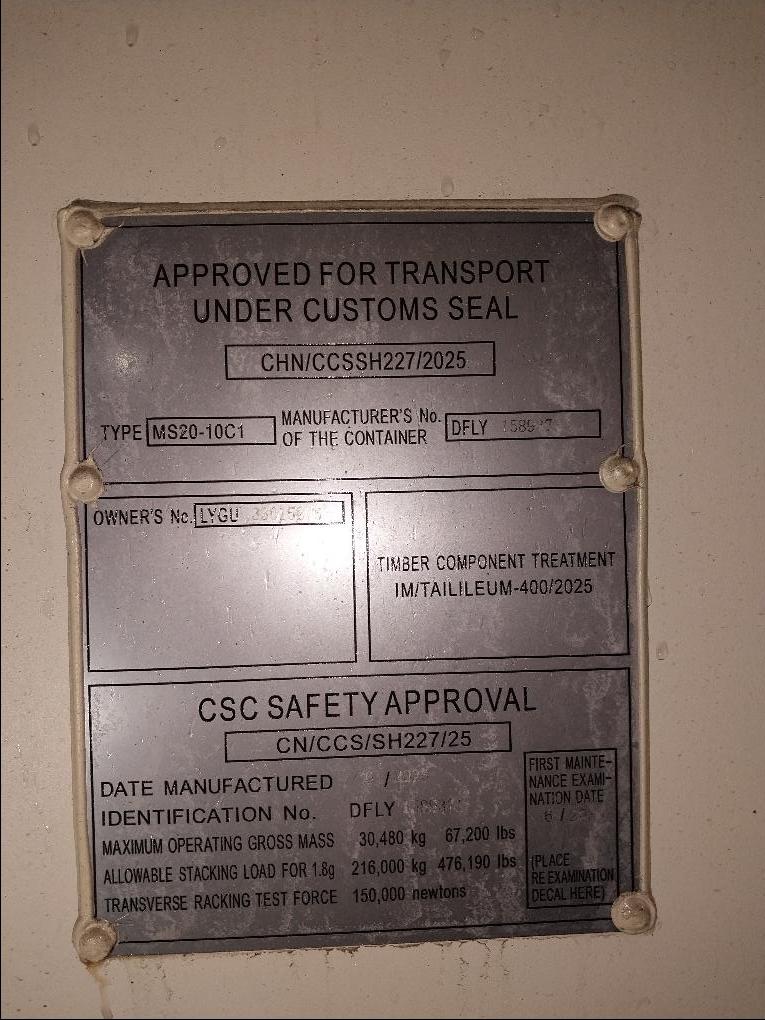 APPROVED FOR TRANSPORT
UNDER CUSTOMS SEAL
CHN/CCSSH227/2025
TYPE MS20-10C1
MANUFACTURER'S No.
OF THE CONTAINER
DFLY
OWNER'S No. LYGU
TIMBER COMPONENT TREATMENT
IM/TAILILEUM-400/2025
CSC SAFETY APPROVAL
CN/CCS/SH227/25
DATE MANUFACTURED /
IDENTIFICATION No. DFLY
MAXIMUM OPERATING GROSS MASS 30,480 kg 67,200 lbs
ALLOWABLE STACKING LOAD FOR 1.8g 216,000 kg 476,190 lbs
TRANSVERSE RACKING TEST FORCE 150,000 newtons
FIRST MAINTE-
NANCE EXAMI-
NATION DATE
(PLACE
RE EXAMINATION
DECAL HERE)